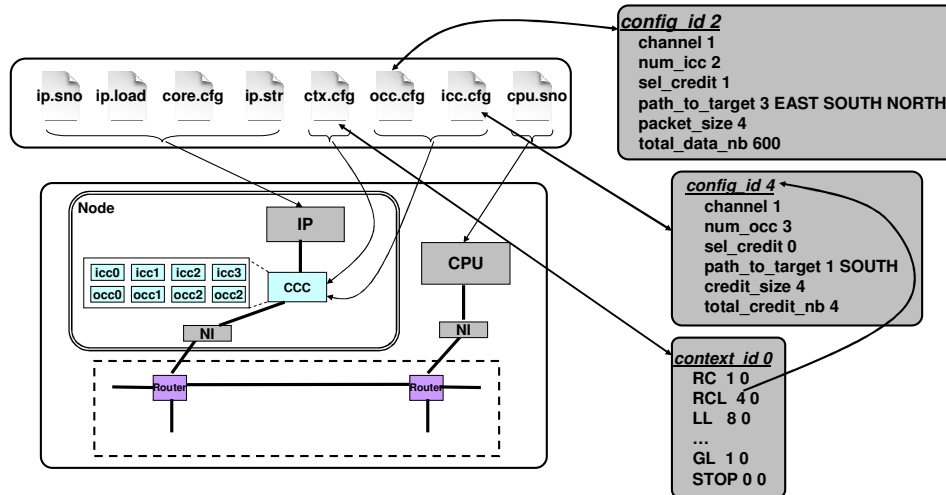 ip.sno ip.load core.cfg ip.str ctx.cfg occ.cfg icc.cfg cpu.sno
config_id 2
channel 1
num_icc 2
sel_credit 1
path_to_target 3 EAST SOUTH NORTH
packet_size 4
total_data_nb 600
Node
IP
icc0 icc1 icc2 icc3
occ0 occ1 occ2 occ2
CCC
CPU
NI
NI
Router
Router
config_id 4
channel 1
num_occ 3
sel_credit 0
path_to_target 1 SOUTH
credit_size 4
total_credit_nb 4
context_id 0
RC 1 0
RCL 4 0
LL 8 0
...
GL 1 0
STOP 0 0